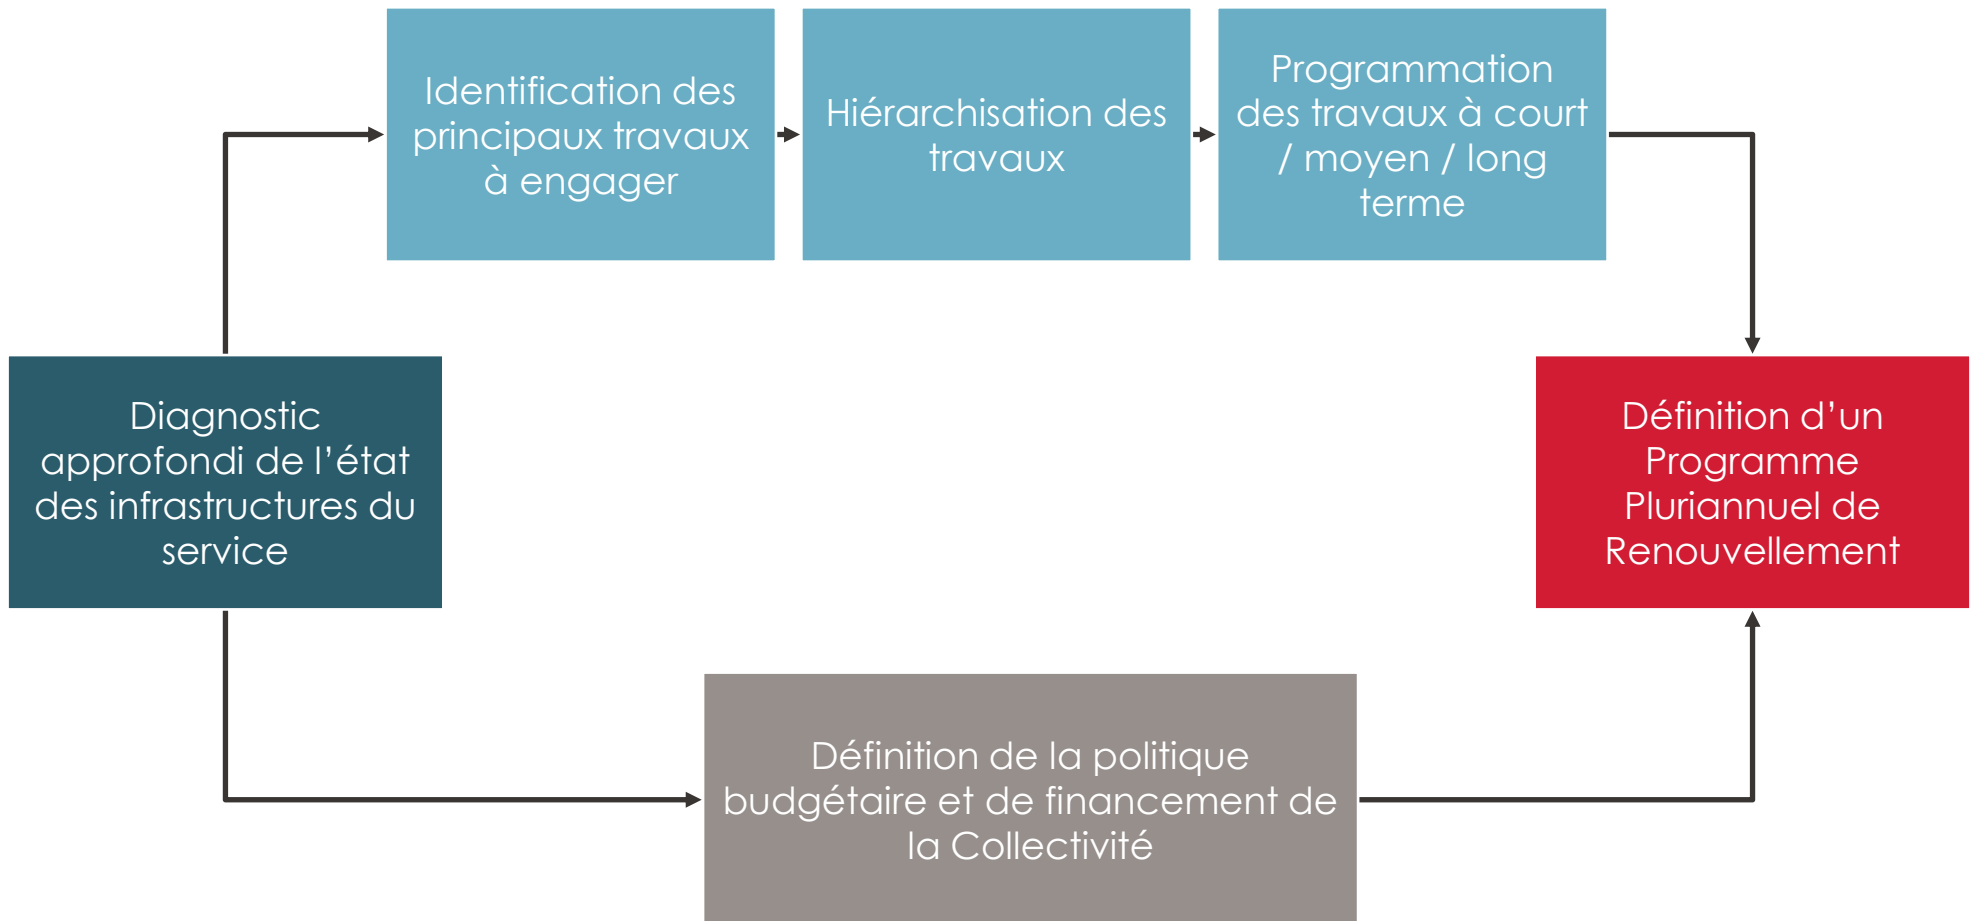 Identification des
principaux travaux
à engager
Hiérarchisation des
travaux
Programmation
des travaux à court
/ moyen / long
terme
Diagnostic
approfondi de l’état
des infrastructures du
service
Définition d’un
Programme
Pluriannuel de
Renouvellement
Définition de la politique
budgétaire et de financement de
la Collectivité